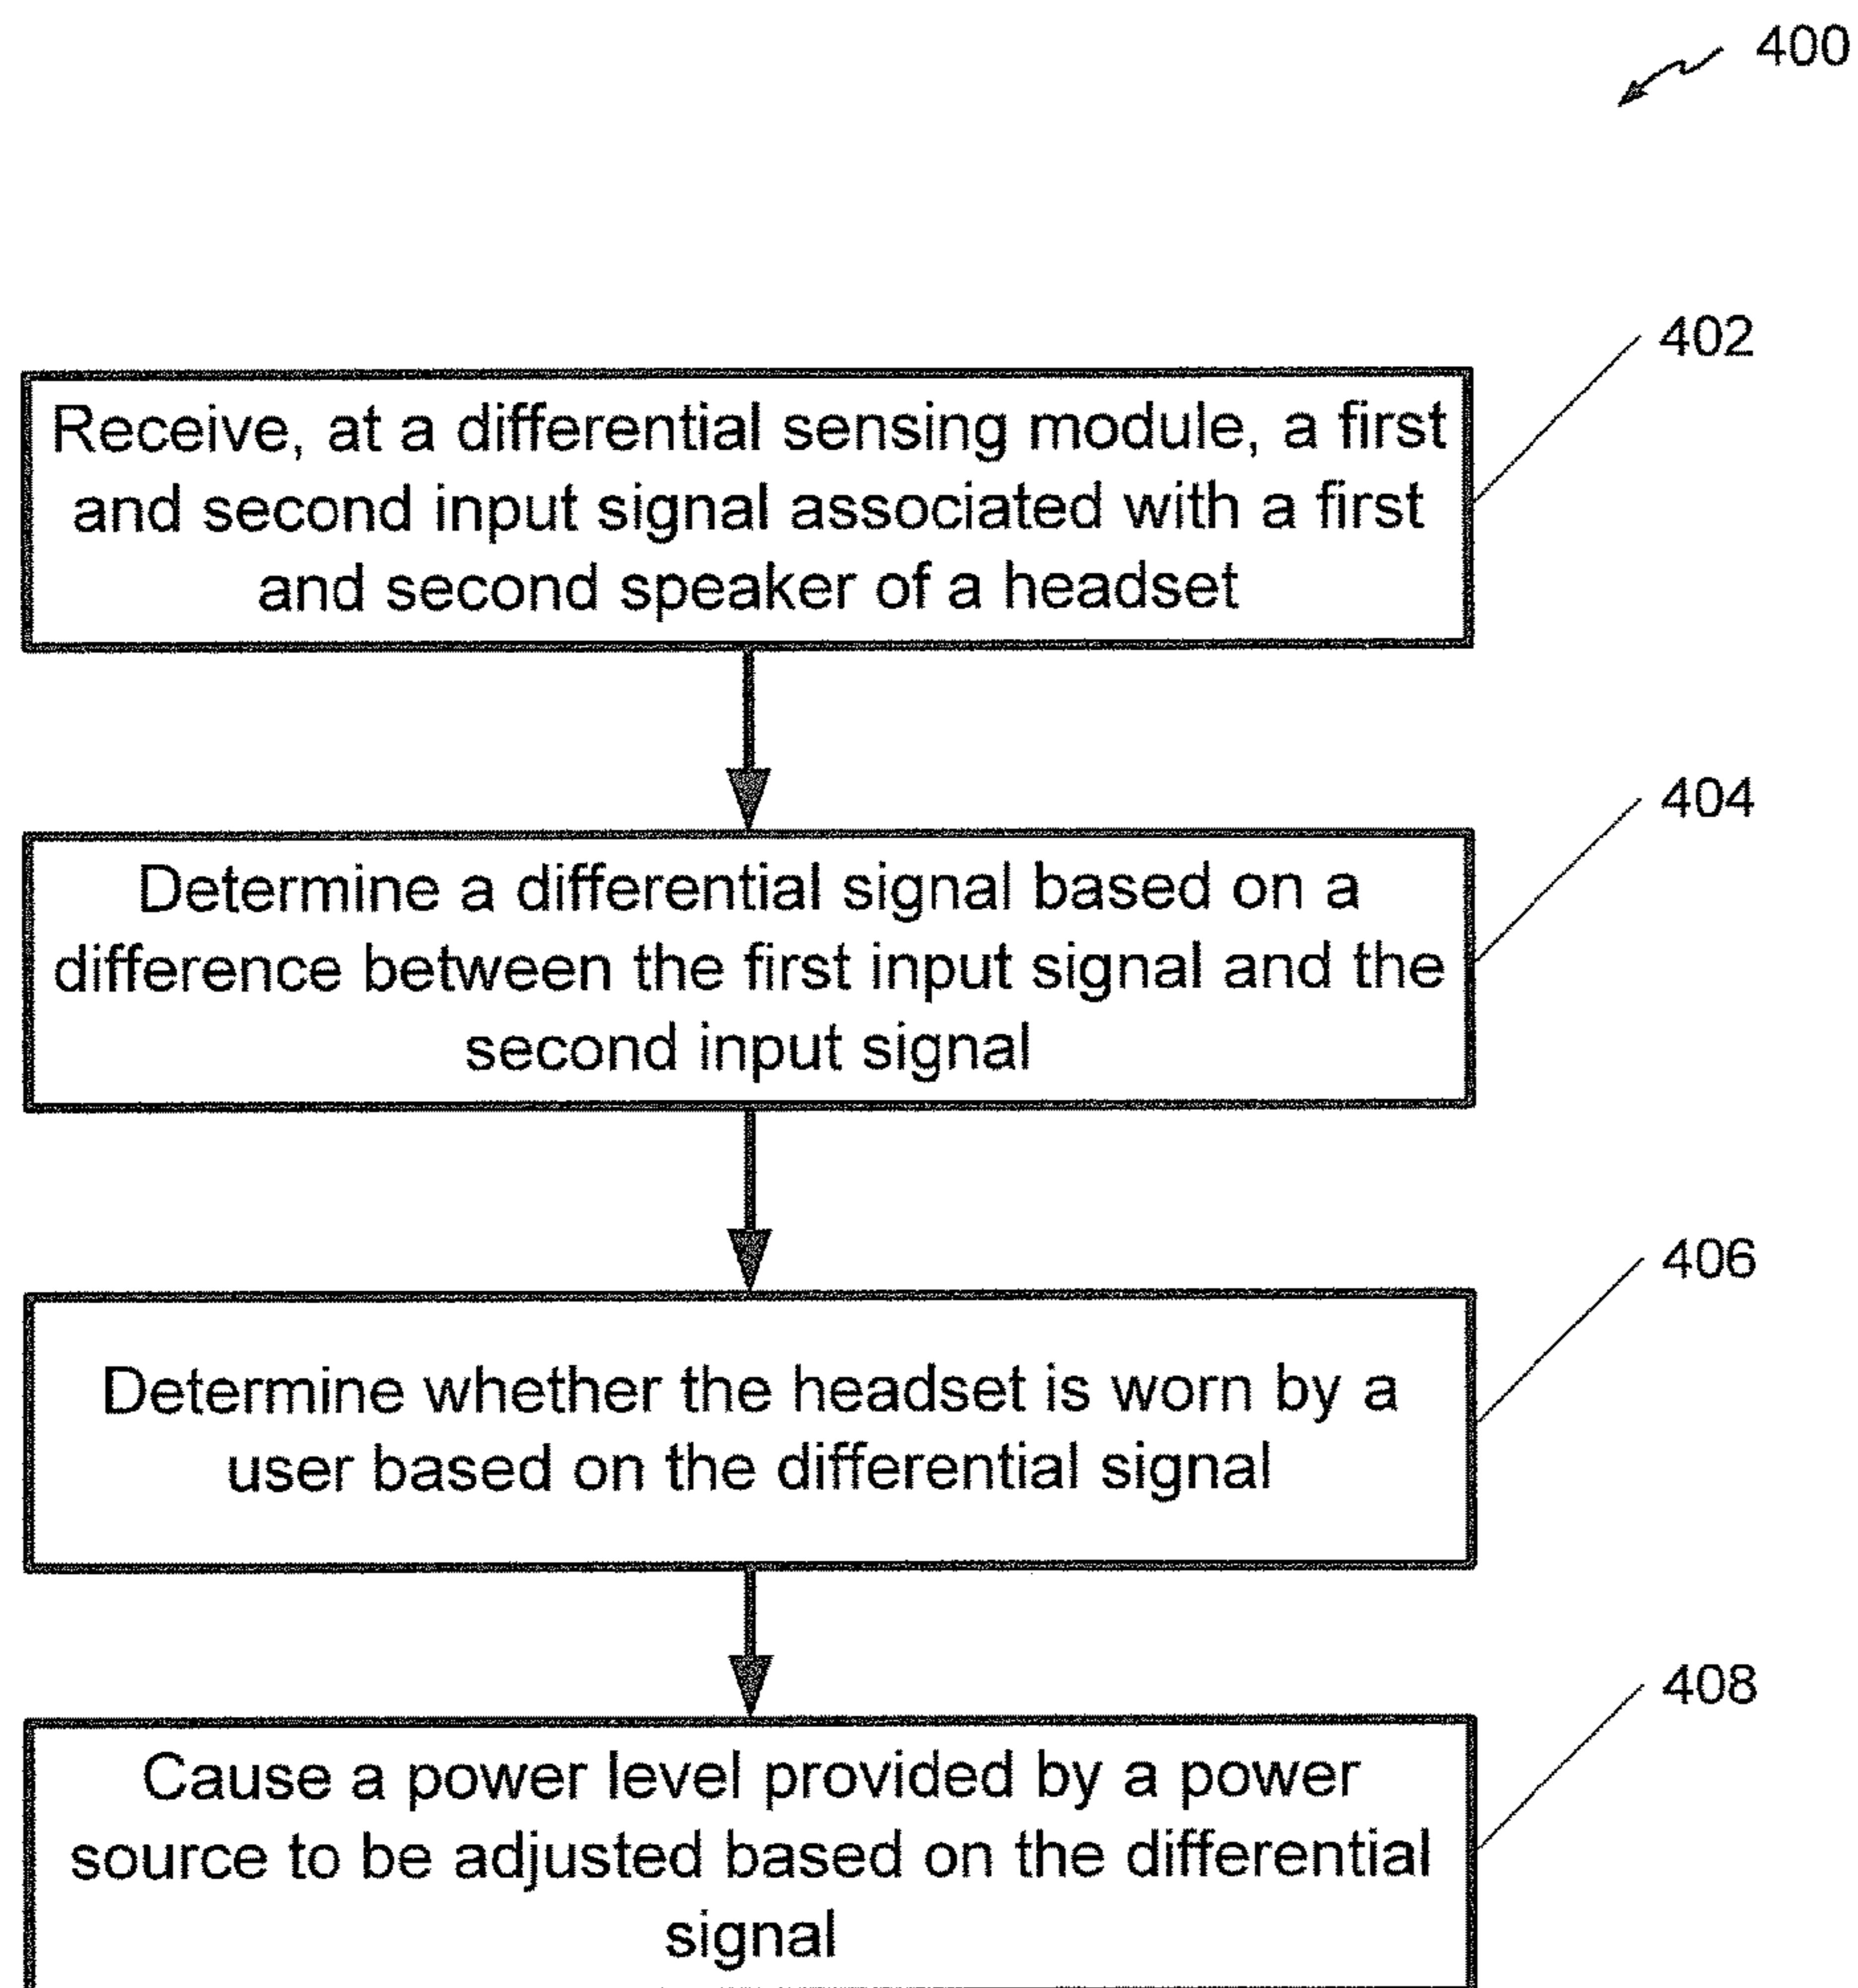 400
402
Receive, at a differential sensing module, a first
and second input signal associated with a first
and second speaker of a headset
404
Determine a differential signal based on a
difference between the first input signal and the
second input signal
406
Determine whether the headset is worn by a
user based on the differential signal
408
Cause a power level provided by a power
source to be adjusted based on the differential
signal